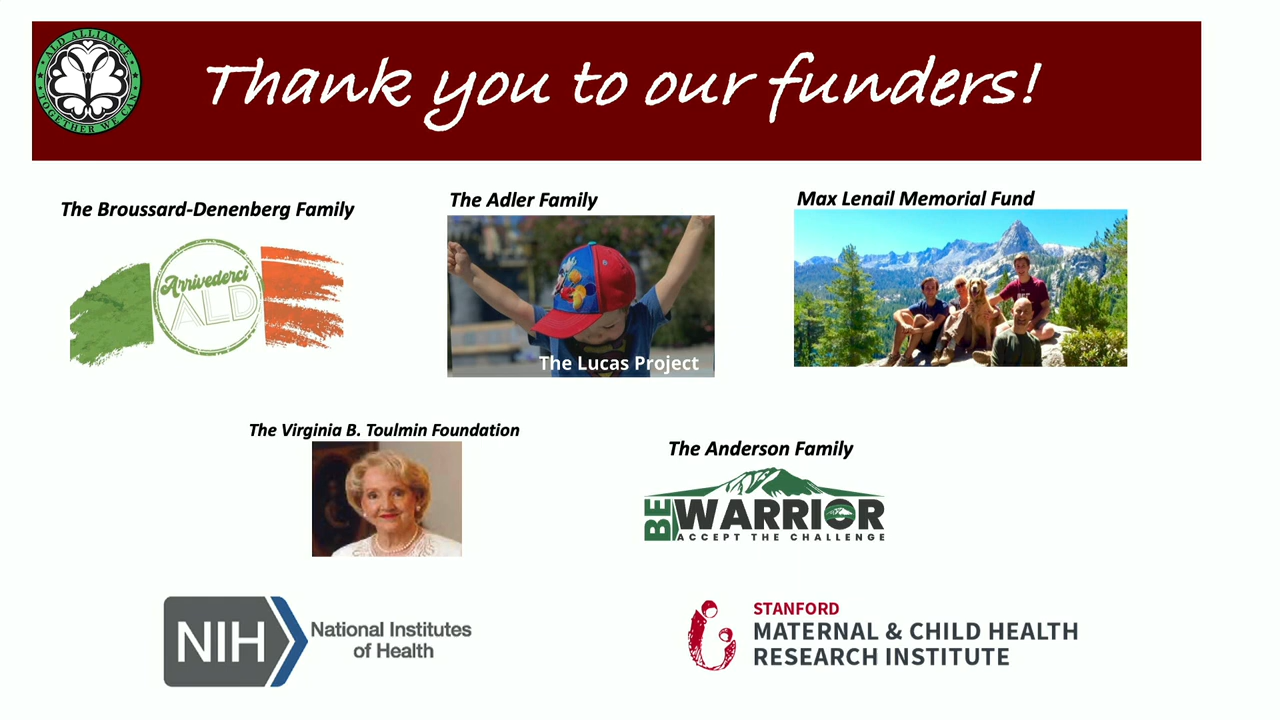 ALD ALLIANCE
TOGETHER WE CAN
Thank you to our funders!
The Broussard-Denenberg Family
Arrivederci
ALD
The Adler Family
The Lucas Project
Max Lenail Memorial Fund
The Virginia B. Toulmin Foundation
The Anderson Family
BE WARRIOR
ACCEPT THE CHALLENGE
NIH
National Institutes
of Health
STANFORD
MATERNAL & CHILD HEALTH
RESEARCH INSTITUTE